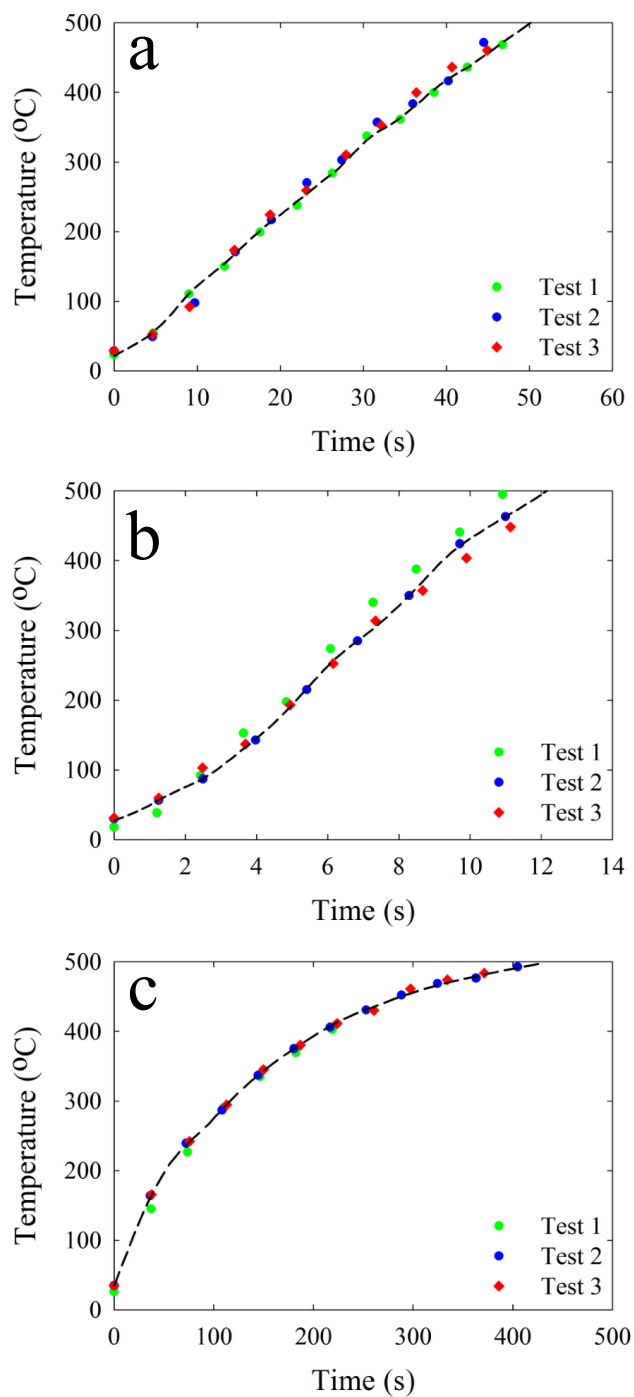 a
500
400
300
200
100
0
Temperature (ºC)
Test 1
Test 2
Test 3
0 10 20 30 40 50 60
Time (s)
b
500
400
300
200
100
0
Temperature (ºC)
Test 1
Test 2
Test 3
0 2 4 6 8 10 12 14
Time (s)
c
500
400
300
200
100
0
Temperature (ºC)
Test 1
Test 2
Test 3
0 100 200 300 400 500
Time (s)